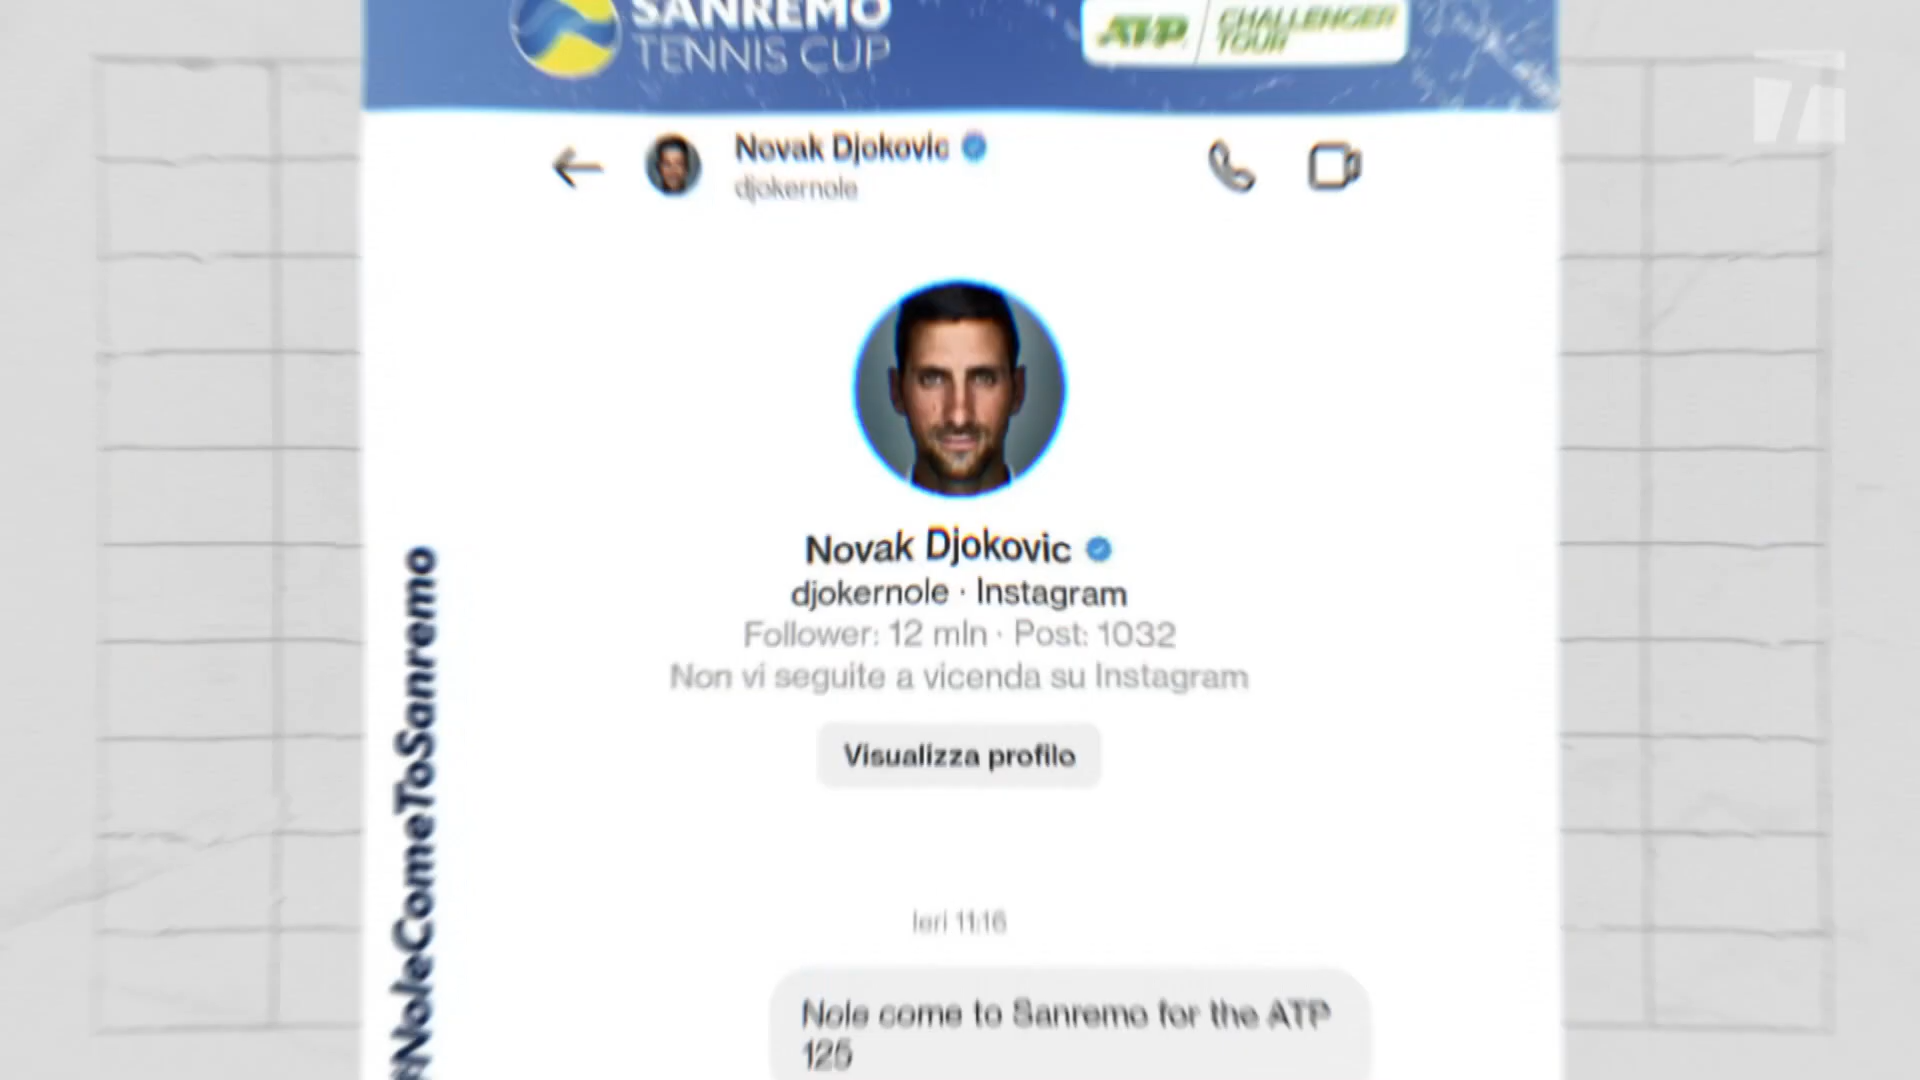 SANREMO
TENNIS CUP
ATP CHALLENGER
TOUR
Novak Djokovic
djokernole
Novak Djokovic
djokernole · Instagram
Follower: 12 mln · Post: 1032
Non vi seguite a vicenda su Instagram
Visualizza profilo
#NoleComeToSanremo
Ieri 11:16
Nole come to Sanremo for the ATP
125